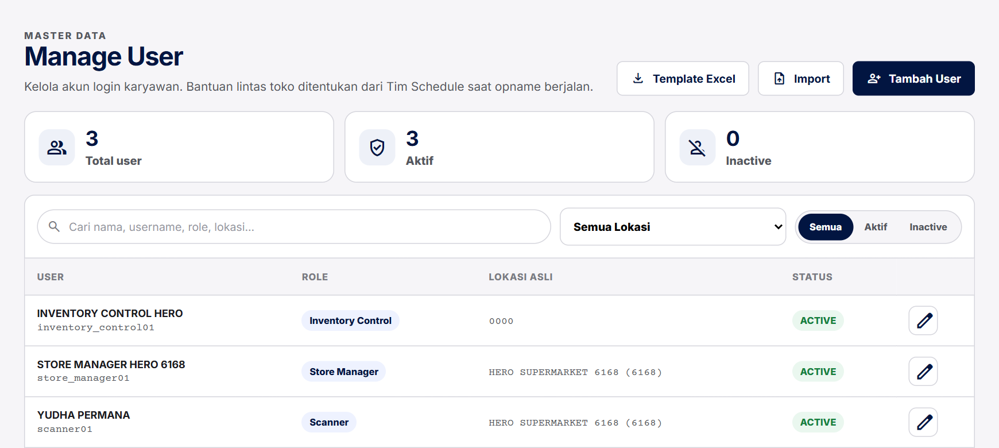 MASTER DATA
Manage User
Kelola akun login karyawan. Bantuan lintas toko ditentukan dari Tim Schedule saat opname berjalan.
Template Excel
Import
Tambah User
3
Total user
3
Aktif
0
Inactive
Cari nama, username, role, lokasi...
Semua Lokasi
Semua
Aktif
Inactive
USER ROLE LOKASI ASLI STATUS
INVENTORY CONTROL HERO
inventory_control01
Inventory Control
0000
ACTIVE
STORE MANAGER HERO 6168
store_manager01
Store Manager
HERO SUPERMARKET 6168 (6168)
ACTIVE
YUDHA PERMANA
scanner01
Scanner
HERO SUPERMARKET 6168 (6168)
ACTIVE